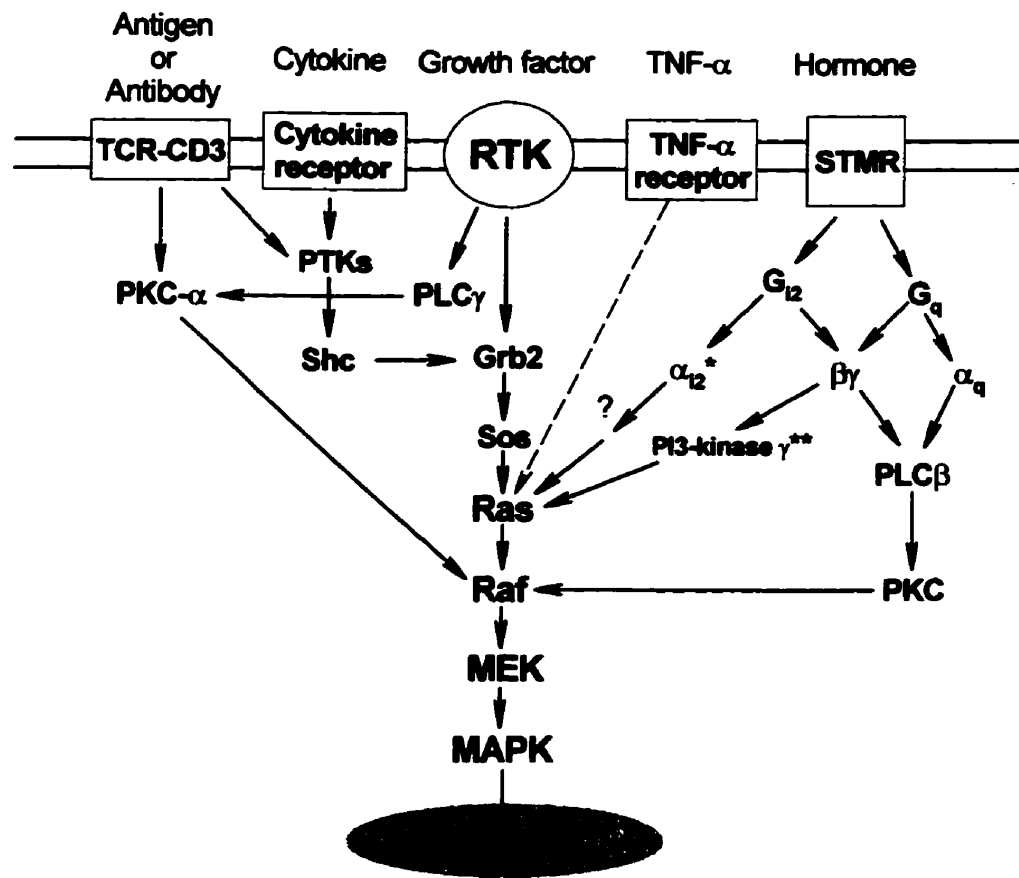 Antigen
or
Antibody
Cytokine
Growth factor
TNF-α
Hormone
TCR-CD3
Cytokine
receptor
RTK
TNF-α
receptor
STMR
PTKs
PKC-α
PLCγ
Gi2
Gq
Shc
Grb2
αi2*
βγ
αq
?
Sos
PI3-kinase γ**
PLCβ
Ras
Raf
PKC
MEK
MAPK